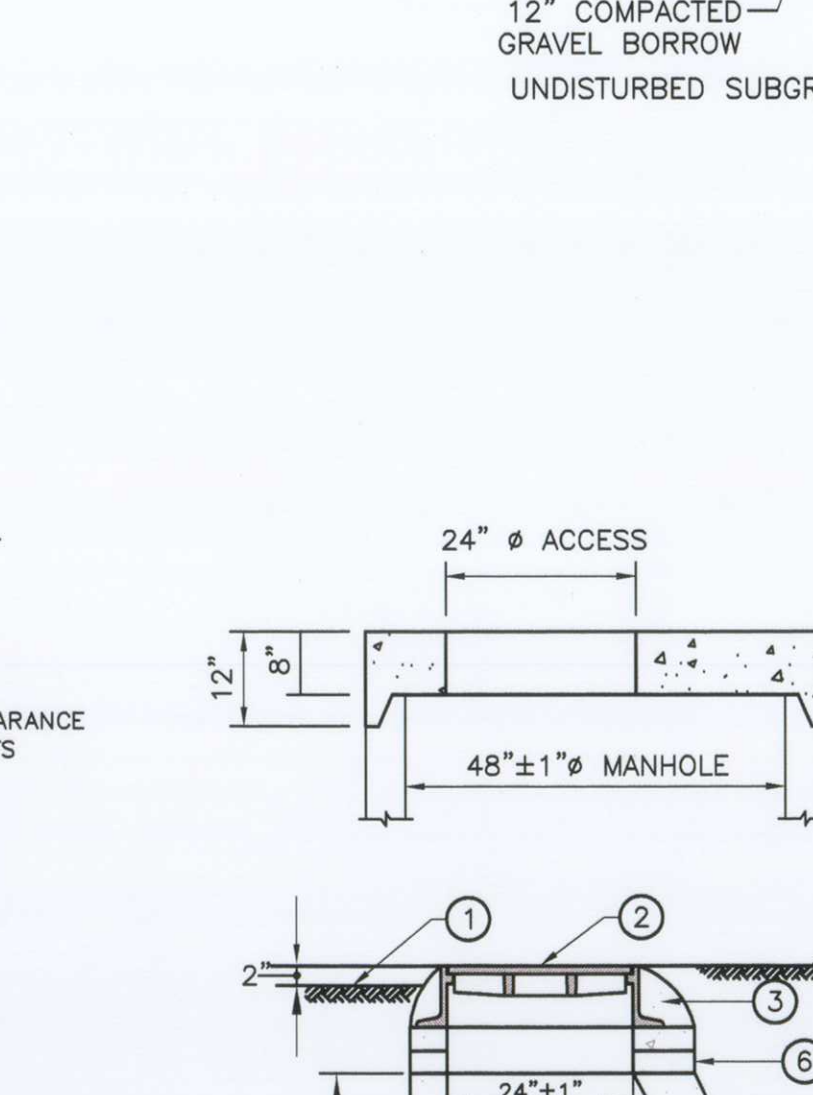 12" COMPACTED
GRAVEL BORROW
UNDISTURBED SUBGR
24" ø ACCESS
12"
8"
ARANCE
TS
48"±1"ø MANHOLE
1
2
2"
3
6
24"±1"